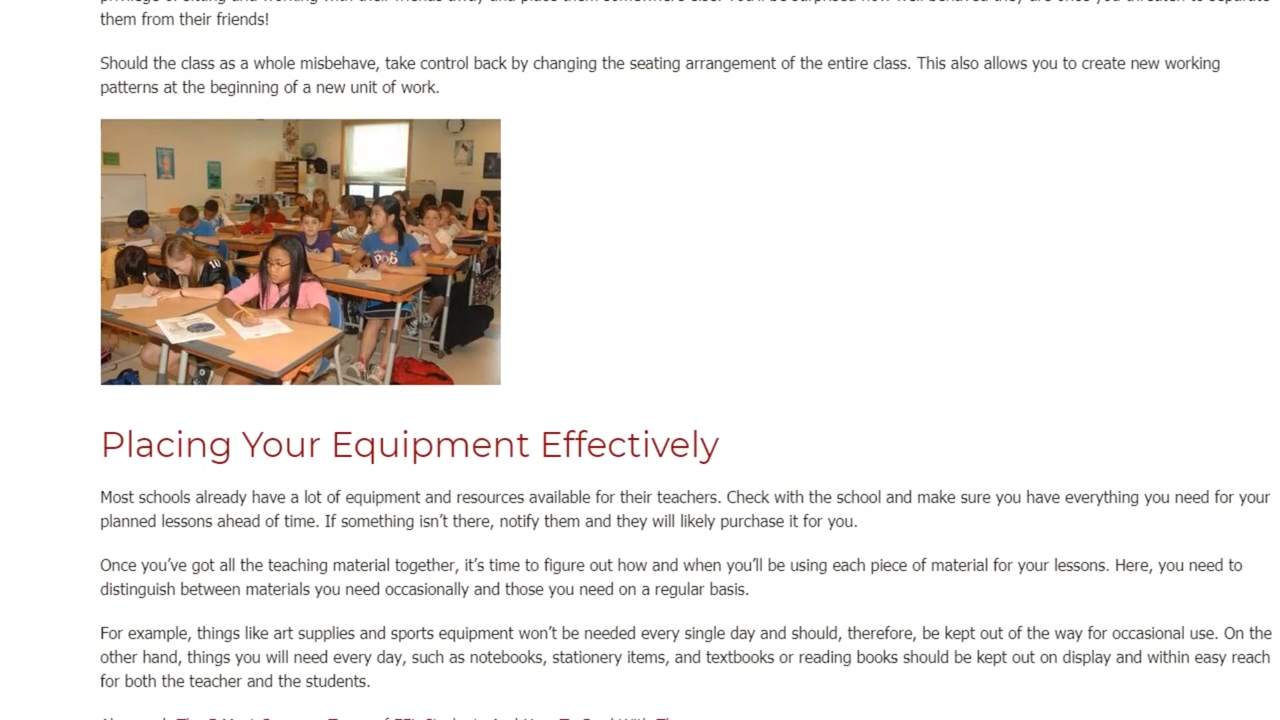 them from their friends!
Should the class as a whole misbehave, take control back by changing the seating arrangement of the entire class. This also allows you to create new working
patterns at the beginning of a new unit of work.
10
Placing Your Equipment Effectively
Most schools already have a lot of equipment and resources available for their teachers. Check with the school and make sure you have everything you need for your
planned lessons ahead of time. If something isn’t there, notify them and they will likely purchase it for you.
Once you’ve got all the teaching material together, it’s time to figure out how and when you’ll be using each piece of material for your lessons. Here, you need to
distinguish between materials you need occasionally and those you need on a regular basis.
For example, things like art supplies and sports equipment won’t be needed every single day and should, therefore, be kept out of the way for occasional use. On the
other hand, things you will need every day, such as notebooks, stationery items, and textbooks or reading books should be kept out on display and within easy reach
for both the teacher and the students.